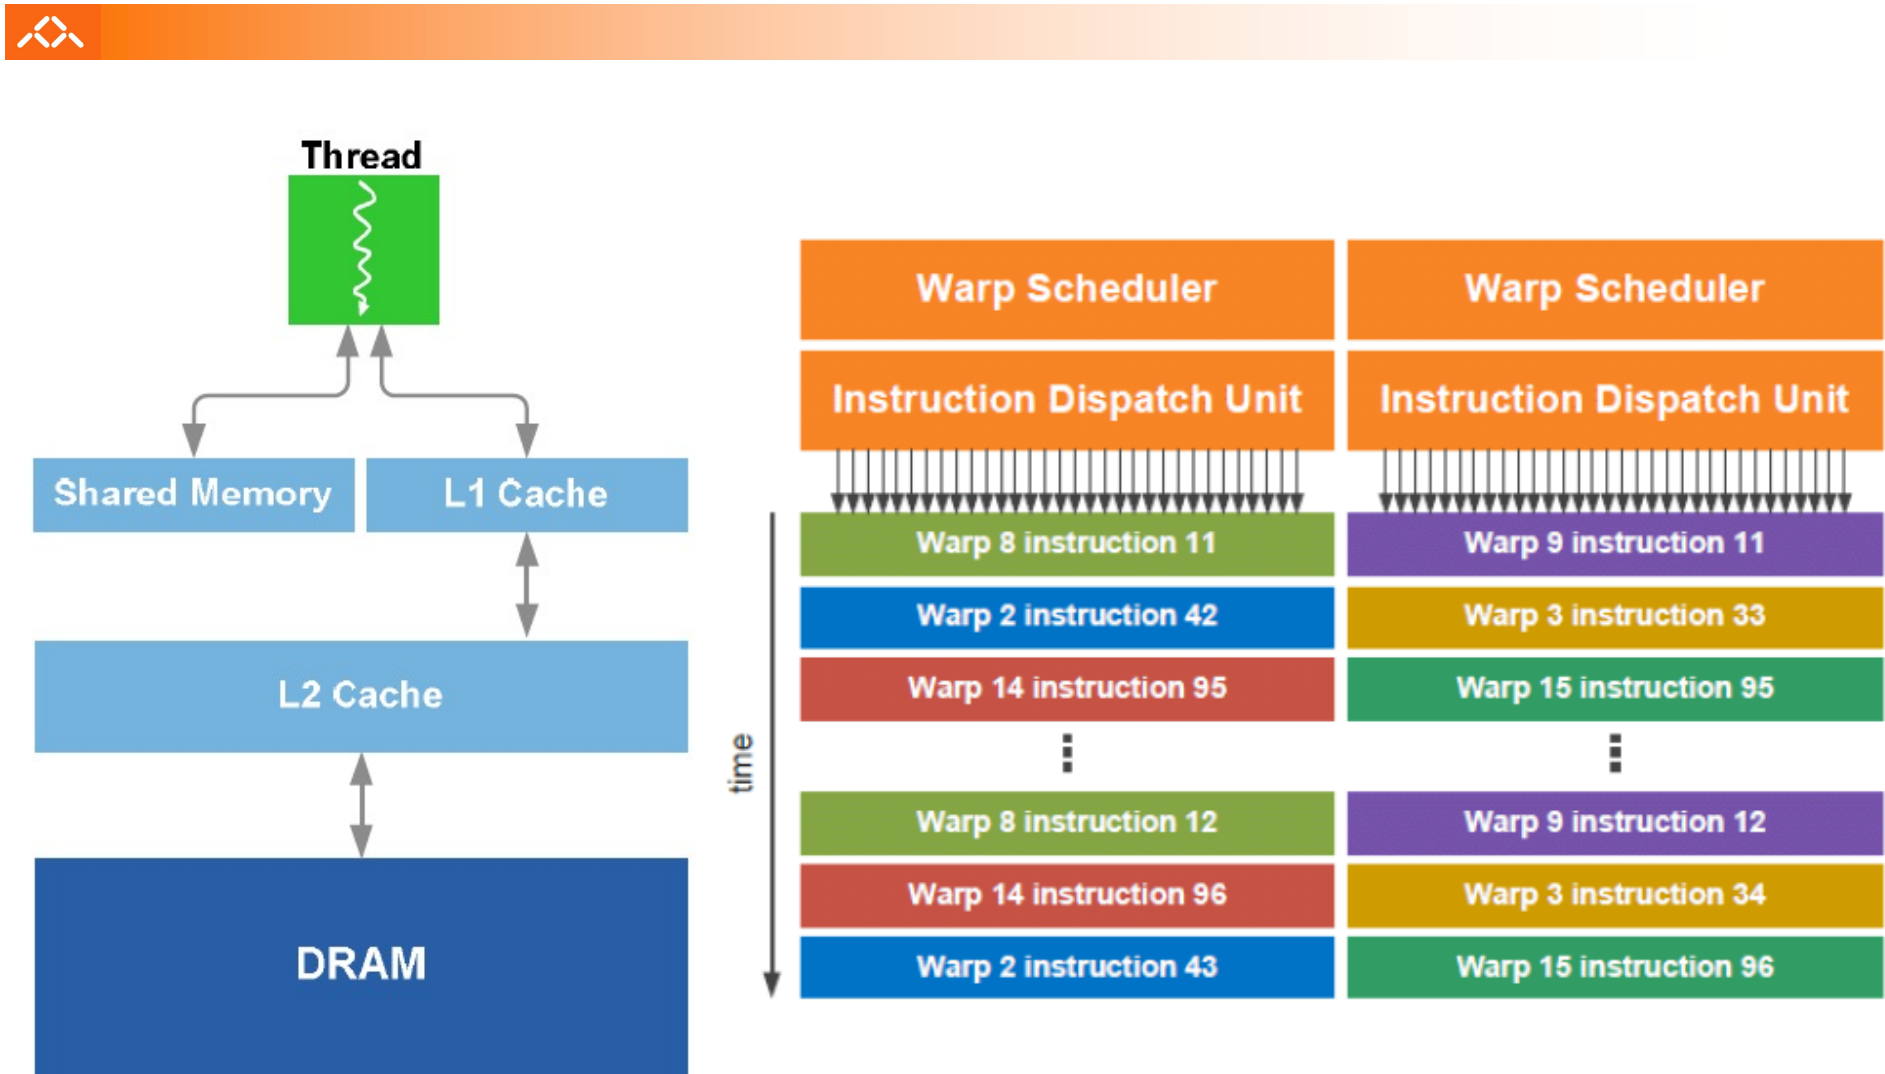 Thread
Shared Memory
L1 Cache
L2 Cache
DRAM
Warp Scheduler
Warp Scheduler
Instruction Dispatch Unit
Instruction Dispatch Unit
time
Warp 8 instruction 11
Warp 9 instruction 11
Warp 2 instruction 42
Warp 3 instruction 33
Warp 14 instruction 95
Warp 15 instruction 95
Warp 8 instruction 12
Warp 9 instruction 12
Warp 14 instruction 96
Warp 3 instruction 34
Warp 2 instruction 43
Warp 15 instruction 96